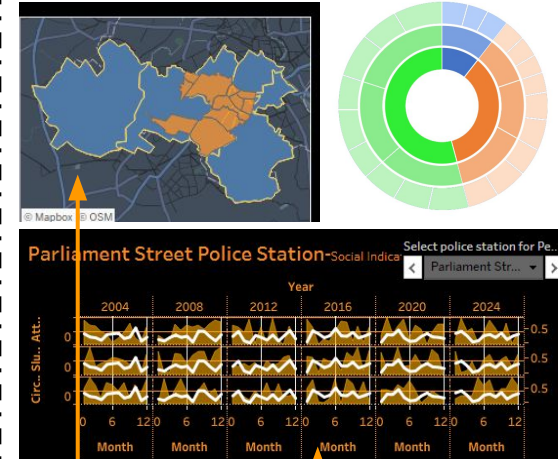 © Mapbox © OSM
Parliament Street Police Station-Social Indica
Select police station for Pe..
Parliament Str...
Year
2004 2008 2012 2016 2020 2024
Circ.. Slu.. Att..
0 0.5
0 0.5
0 0.5
0 6 12 0 6 12 0 6 12 0 6 12 0 6 12 0 6 12
Month Month Month Month Month Month